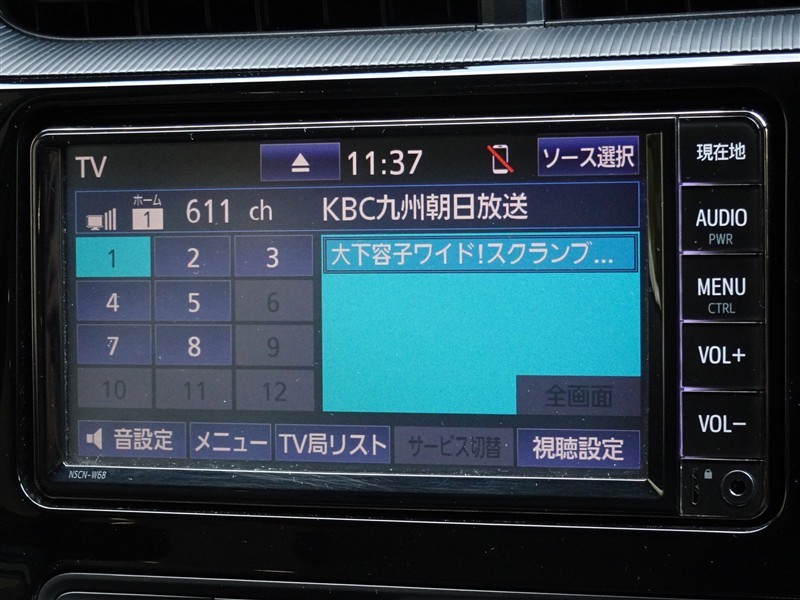 TV
11:37
ソース選択
ホーム
1
611 ch
KBC九州朝日放送
1
2
3
大下容子ワイド!スクランブ...
4
5
6
7
8
9
10
11
12
全画面
音設定
メニュー
TV局リスト
サービス切替
視聴設定
NSCN-W68
現在地
AUDIO
PWR
MENU
CTRL
VOL+
VOL-